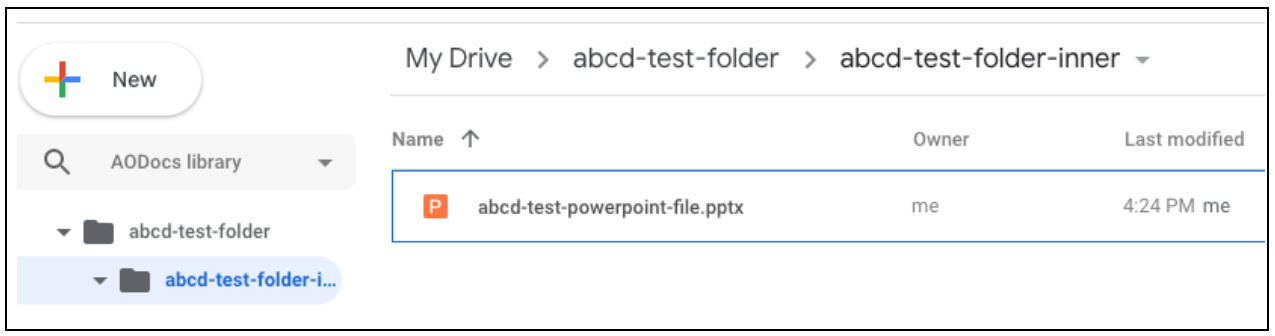 My Drive > abcd-test-folder > abcd-test-folder-inner
New
Name ↑ Owner Last modified
AODocs library
P abcd-test-powerpoint-file.pptx me 4:24 PM me
abcd-test-folder
abcd-test-folder-i...